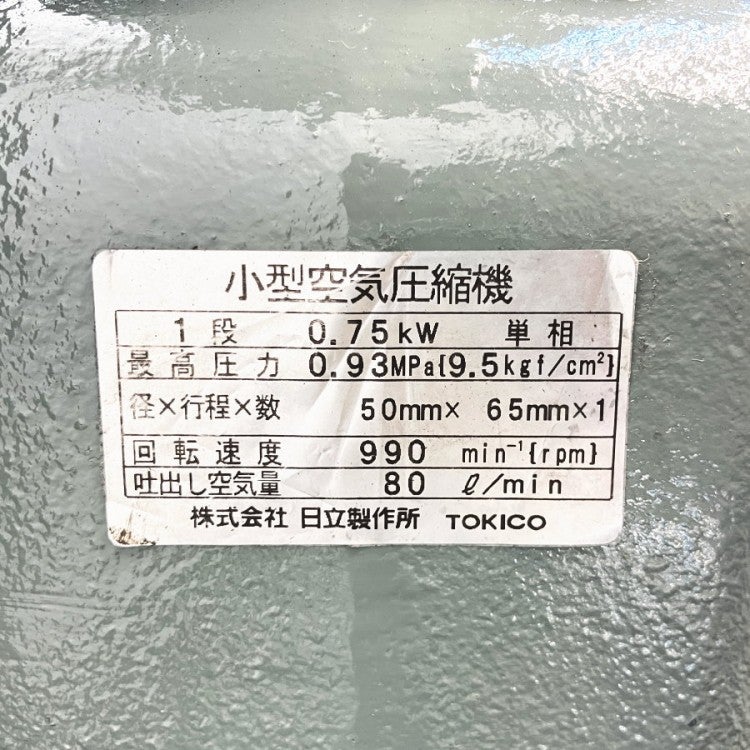 小型空気圧縮機
1段 0.75kW 単相
最高圧力 0.93MPa{9.5kgf/cm²}
径×行程×数 50mm× 65mm×1
回転速度 990 min⁻¹{rpm}
吐出し空気量 80 ℓ/min
株式会社 日立製作所 TOKICO